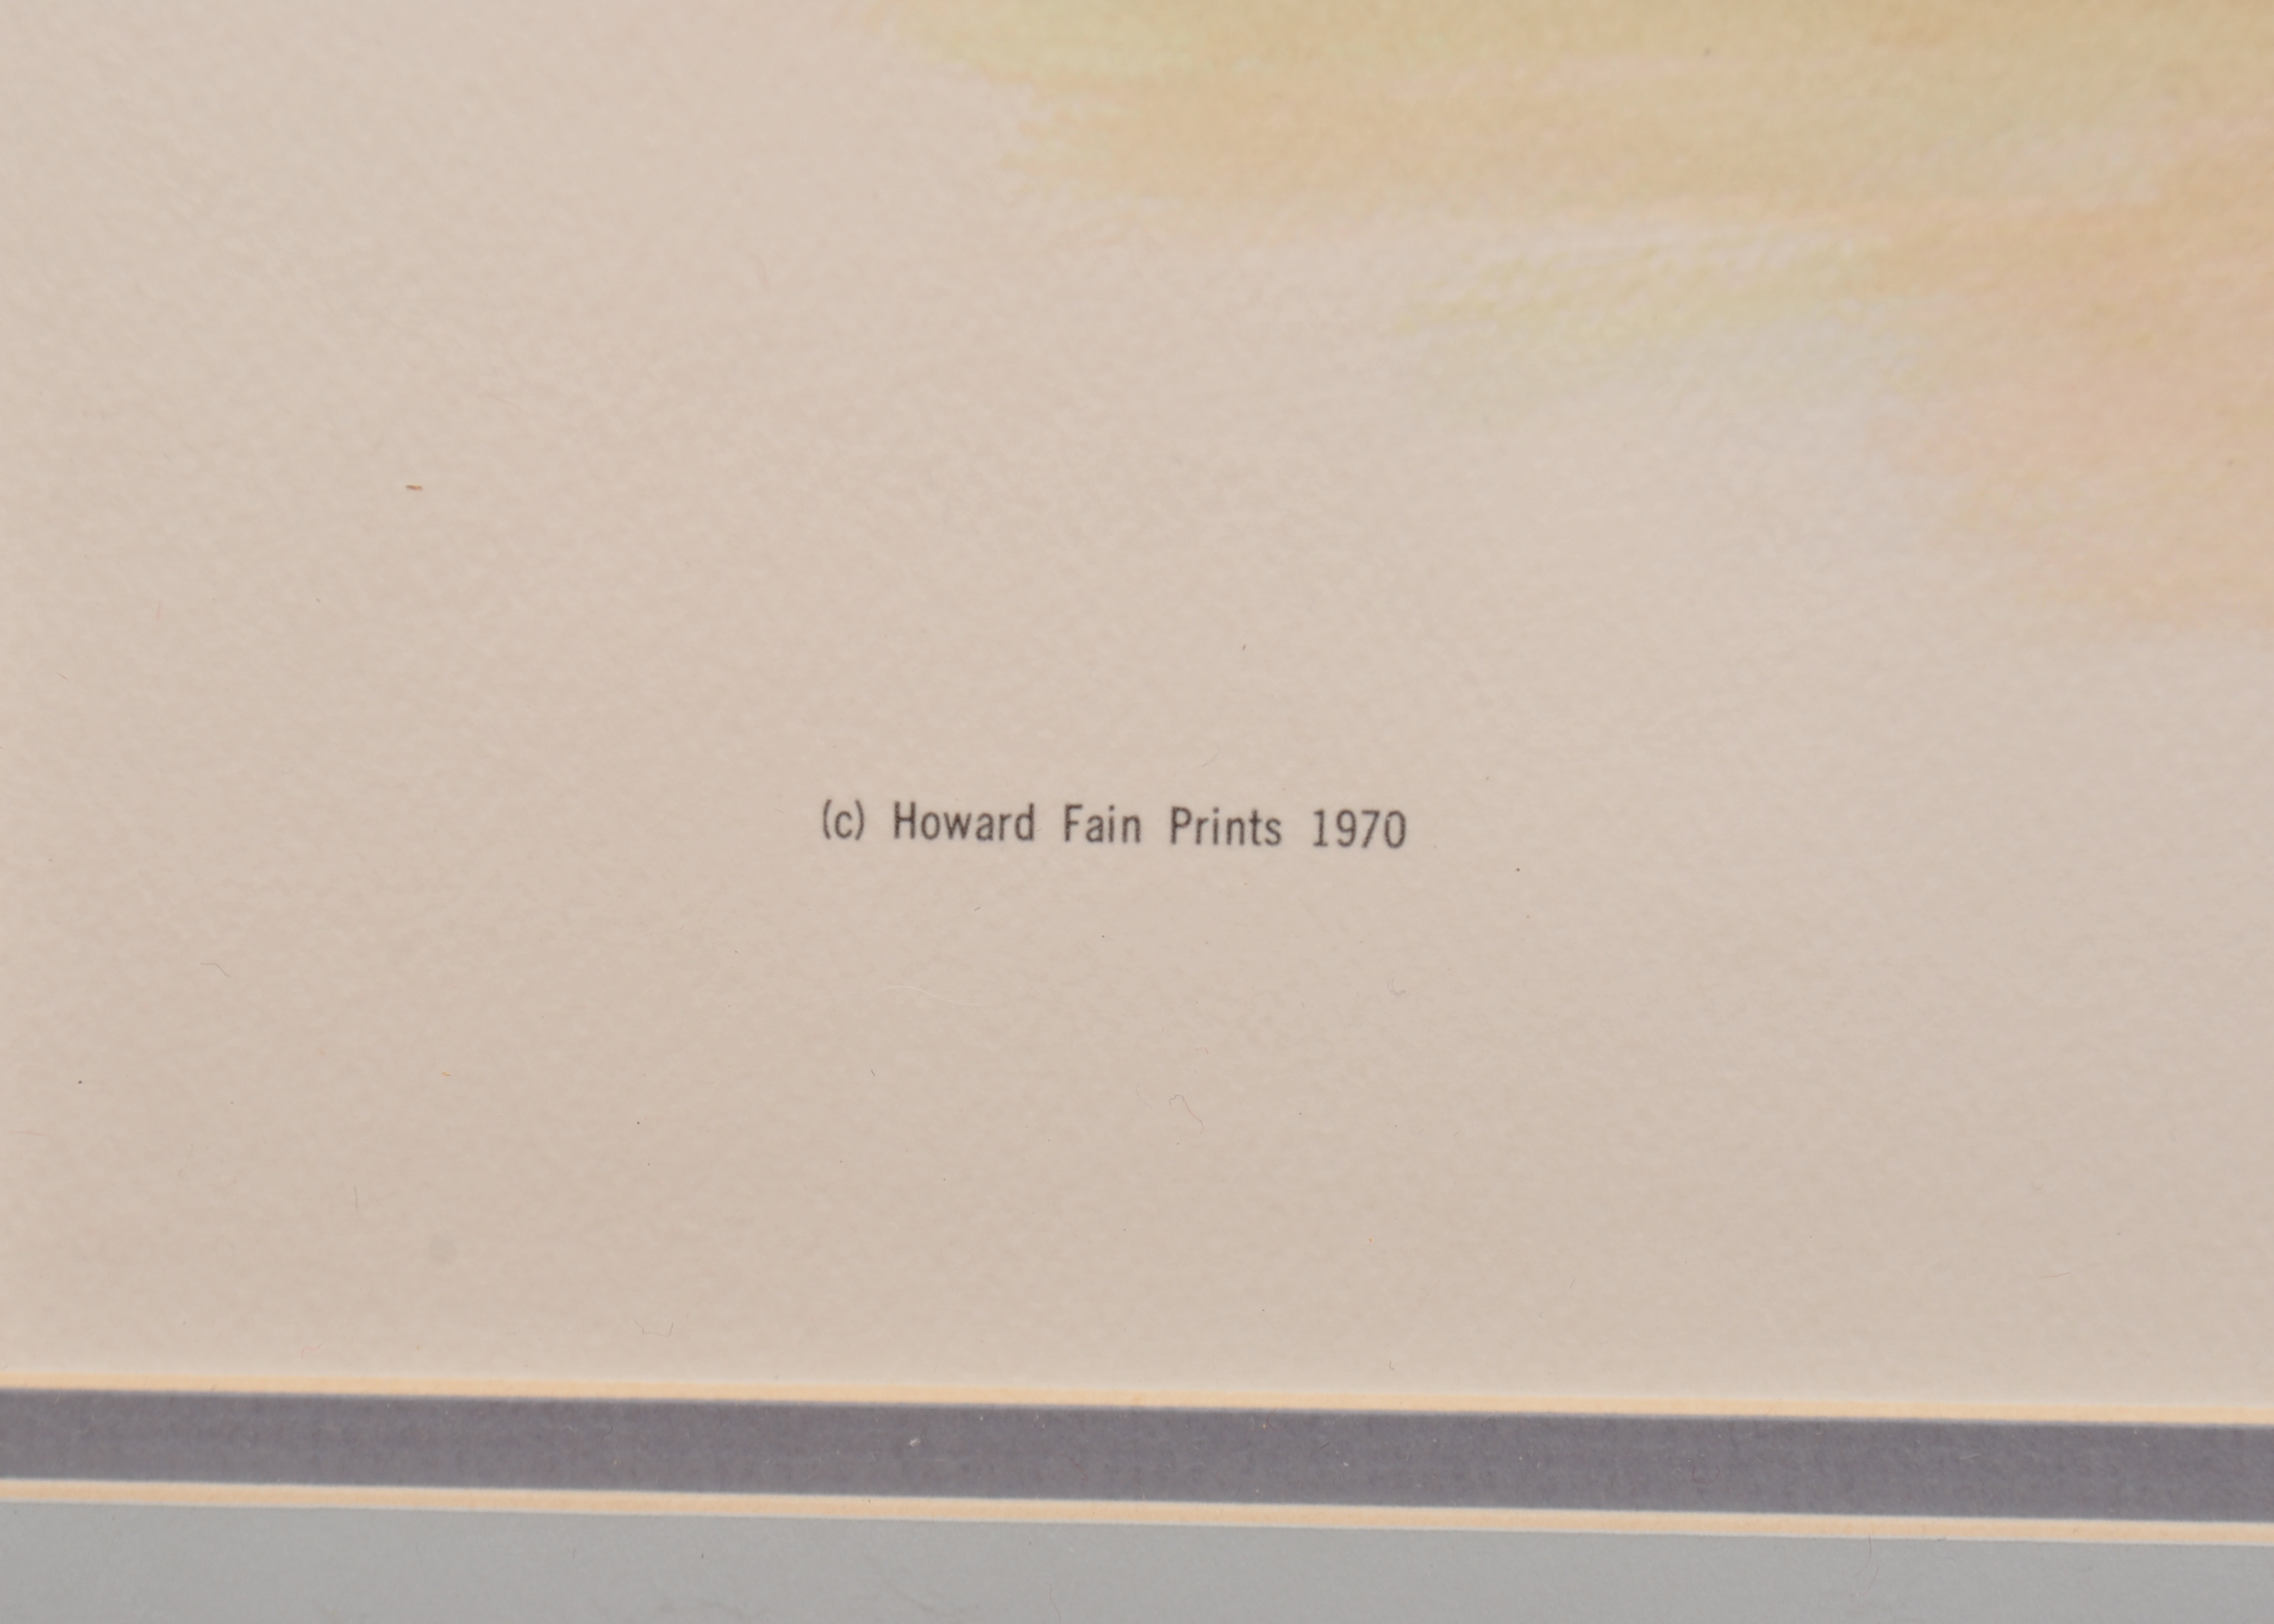 (c) Howard Fain Prints 1970